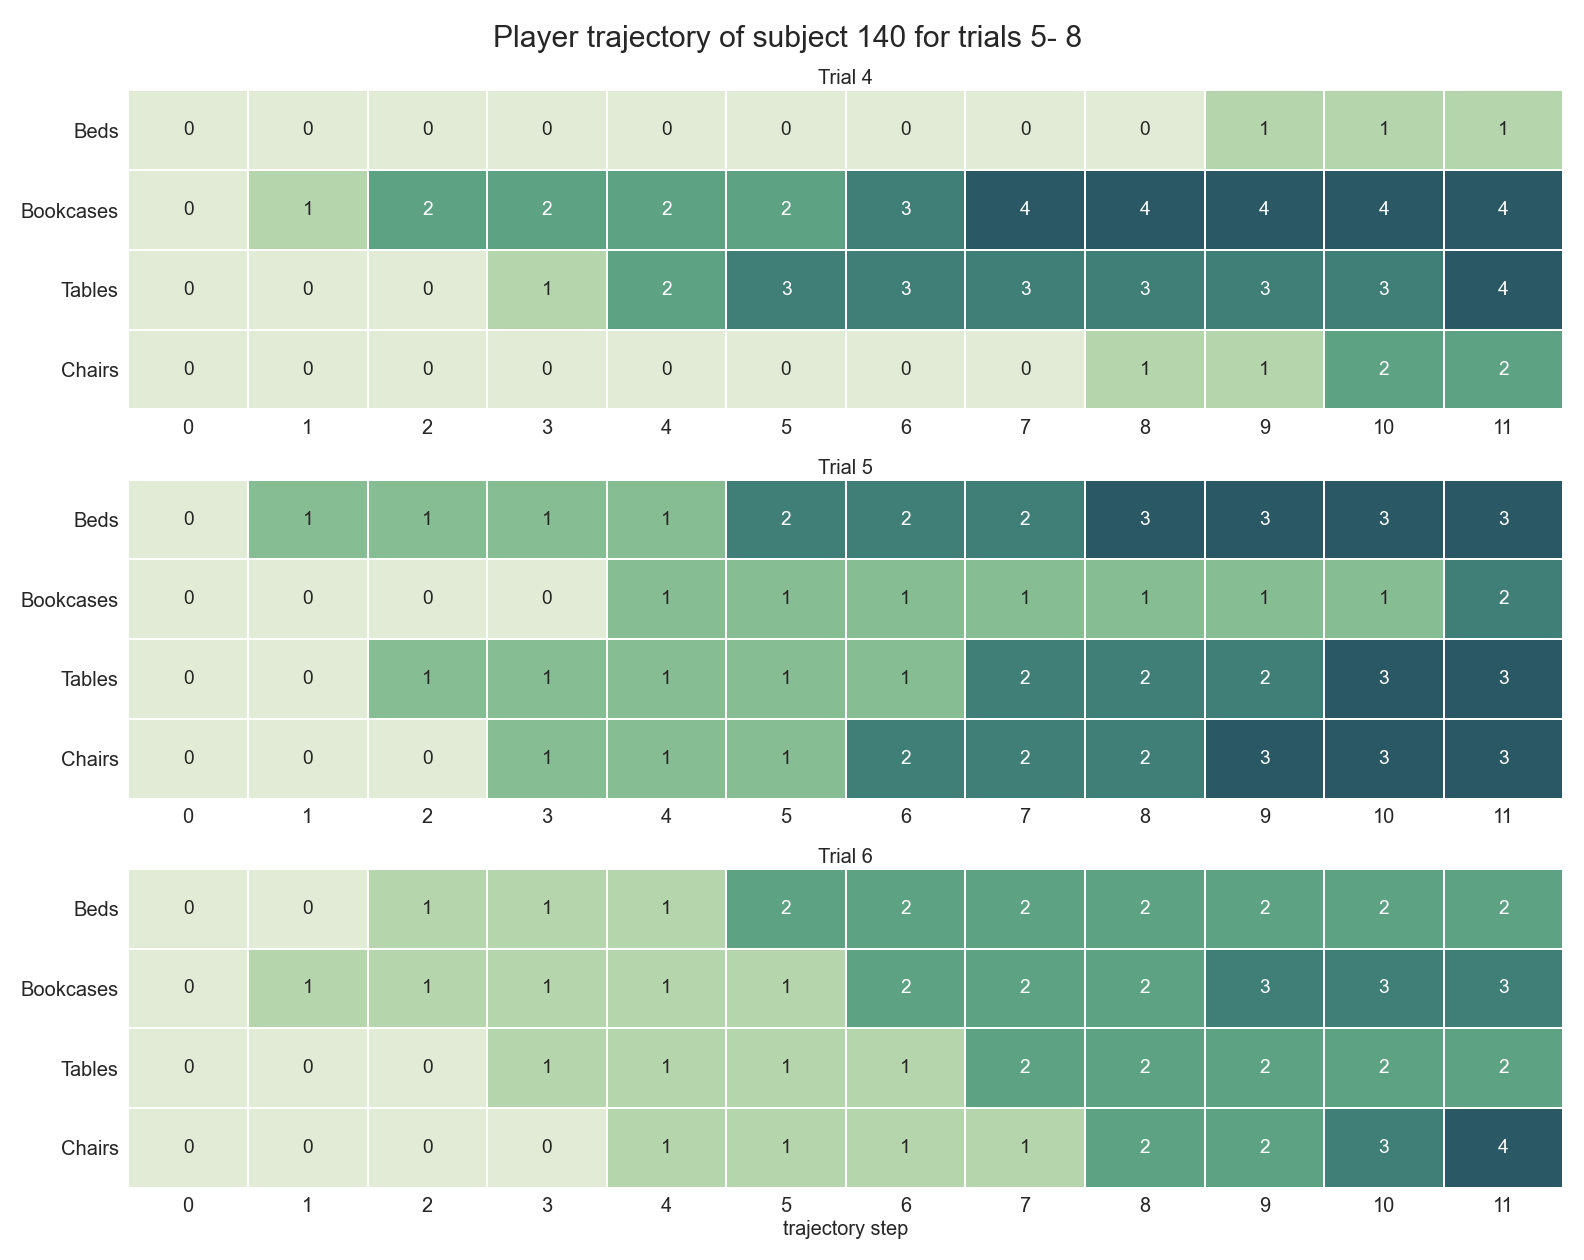 Player trajectory of subject 140 for trials 5- 8
Trial 4
Beds 0 0 0 0 0 0 0 0 0 1 1 1
Bookcases 0 1 2 2 2 2 3 4 4 4 4 4
Tables 0 0 0 1 2 3 3 3 3 3 3 4
Chairs 0 0 0 0 0 0 0 0 1 1 2 2
0 1 2 3 4 5 6 7 8 9 10 11
Trial 5
Beds 0 1 1 1 1 2 2 2 3 3 3 3
Bookcases 0 0 0 0 1 1 1 1 1 1 1 2
Tables 0 0 1 1 1 1 1 2 2 2 3 3
Chairs 0 0 0 1 1 1 2 2 2 3 3 3
0 1 2 3 4 5 6 7 8 9 10 11
Trial 6
Beds 0 0 1 1 1 2 2 2 2 2 2 2
Bookcases 0 1 1 1 1 1 2 2 2 3 3 3
Tables 0 0 0 1 1 1 1 2 2 2 2 2
Chairs 0 0 0 0 1 1 1 1 2 2 3 4
0 1 2 3 4 5 6 7 8 9 10 11
trajectory step